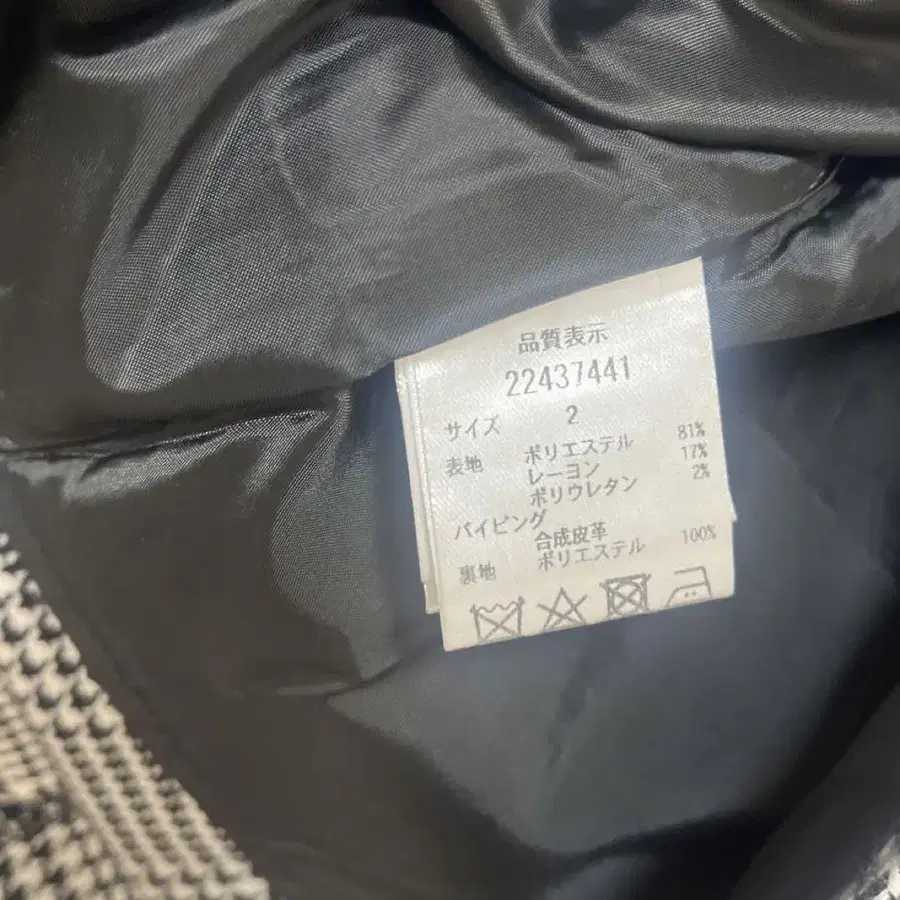 品質表示
22437441
サイズ 2
表地 ポリエステル 81%
レーヨン 17%
ポリウレタン 2%
パイピング
合成皮革
裏地 ポリエステル 100%